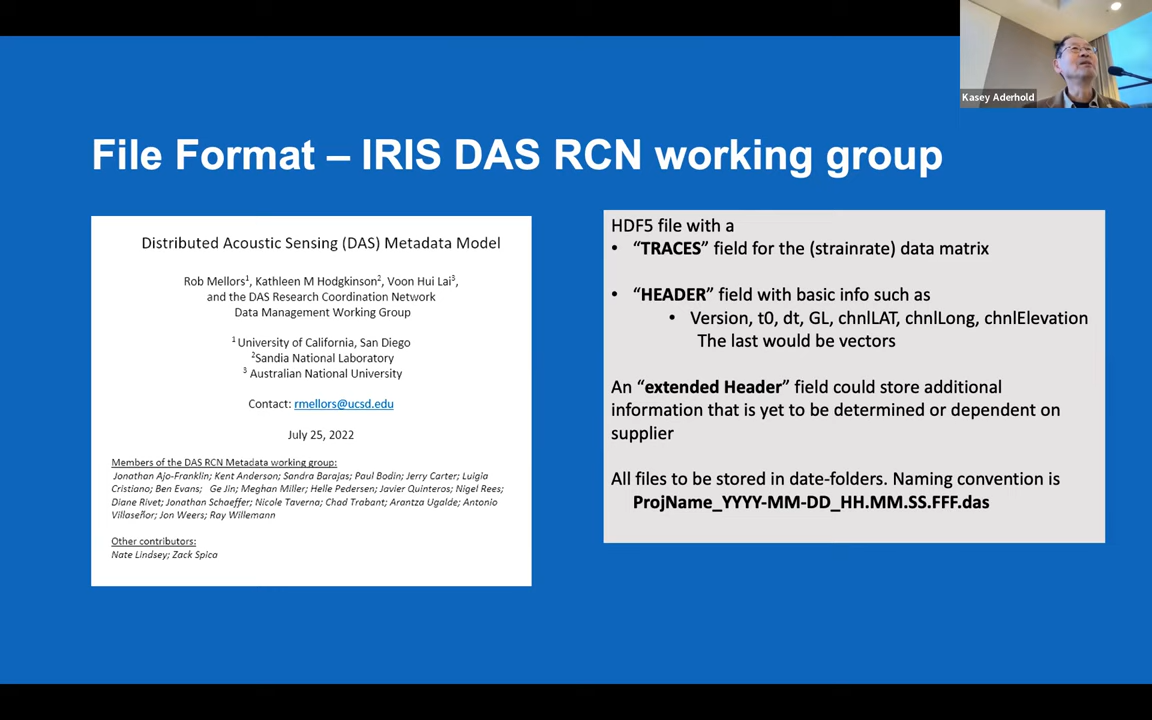 Kasey Aderhold
File Format – IRIS DAS RCN working group
Distributed Acoustic Sensing (DAS) Metadata Model
Rob Mellors1, Kathleen M Hodgkinson2, Voon Hui Lai3,
and the DAS Research Coordination Network
Data Management Working Group
1 University of California, San Diego
2Sandia National Laboratory
3 Australian National University
Contact: rmellors@ucsd.edu
July 25, 2022
Members of the DAS RCN Metadata working group:
Jonathan Ajo-Franklin; Kent Anderson; Sandra Barajas; Paul Bodin; Jerry Carter; Luigia
Cristiano; Ben Evans; Ge Jin; Meghan Miller; Helle Pedersen; Javier Quinteros; Nigel Rees;
Diane Rivet; Jonathan Schaeffer; Nicole Taverna; Chad Trabant; Arantza Ugalde; Antonio
Villaseñor; Jon Weers; Ray Willemann
Other contributors:
Nate Lindsey; Zack Spica
HDF5 file with a
• “TRACES” field for the (strainrate) data matrix
• “HEADER” field with basic info such as
• Version, t0, dt, GL, chnlLAT, chnlLong, chnlElevation
The last would be vectors
An “extended Header” field could store additional
information that is yet to be determined or dependent on
supplier
All files to be stored in date-folders. Naming convention is
ProjName_YYYY-MM-DD_HH.MM.SS.FFF.das